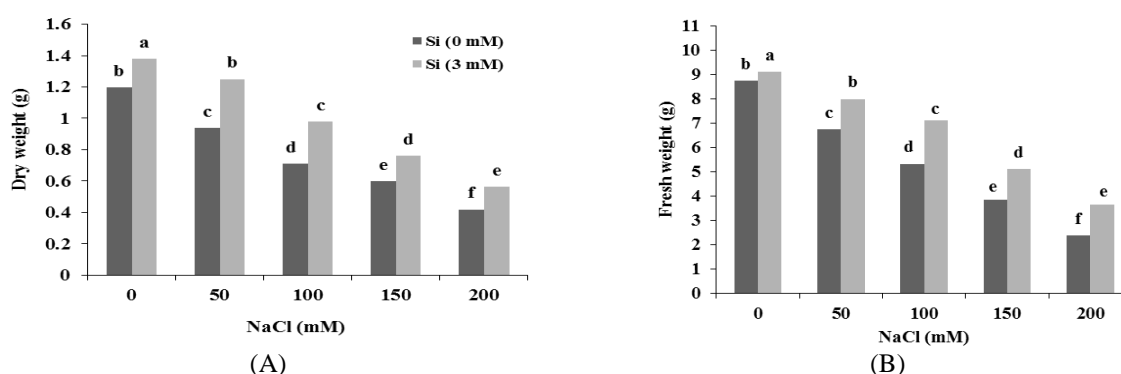 1.6
1.4
1.2
1
0.8
0.6
0.4
0.2
0
Dry weight (g)
Si (0 mM)
Si (3 mM)
b a
c b
d c
e d
f e
0 50 100 150 200
NaCl (mM)
(A)
11
10
9
8
7
6
5
4
3
2
1
0
Fresh weight (g)
b a
c b
d c
e d
f e
0 50 100 150 200
NaCl (mM)
(B)